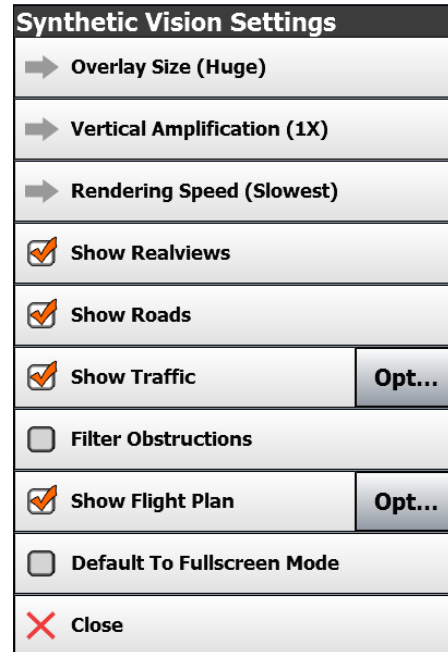 Synthetic Vision Settings
Overlay Size (Huge)
Vertical Amplification (1X)
Rendering Speed (Slowest)
Show Realviews
Show Roads
Show Traffic Opt...
Filter Obstructions
Show Flight Plan Opt...
Default To Fullscreen Mode
Close